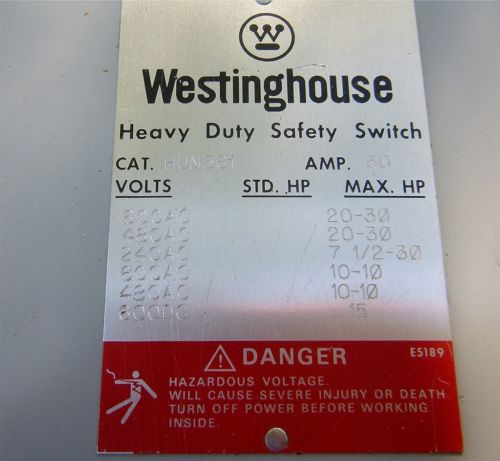 W
Westinghouse
Heavy Duty Safety Switch
CAT. HUN361 AMP. 30
VOLTS STD. HP MAX. HP
600AC 20-30
480AC 20-30
240AC 7 1/2-30
600AC 10-10
480AC 10-10
600DC 15
DANGER E5189
HAZARDOUS VOLTAGE.
WILL CAUSE SEVERE INJURY OR DEATH.
TURN OFF POWER BEFORE WORKING
INSIDE.